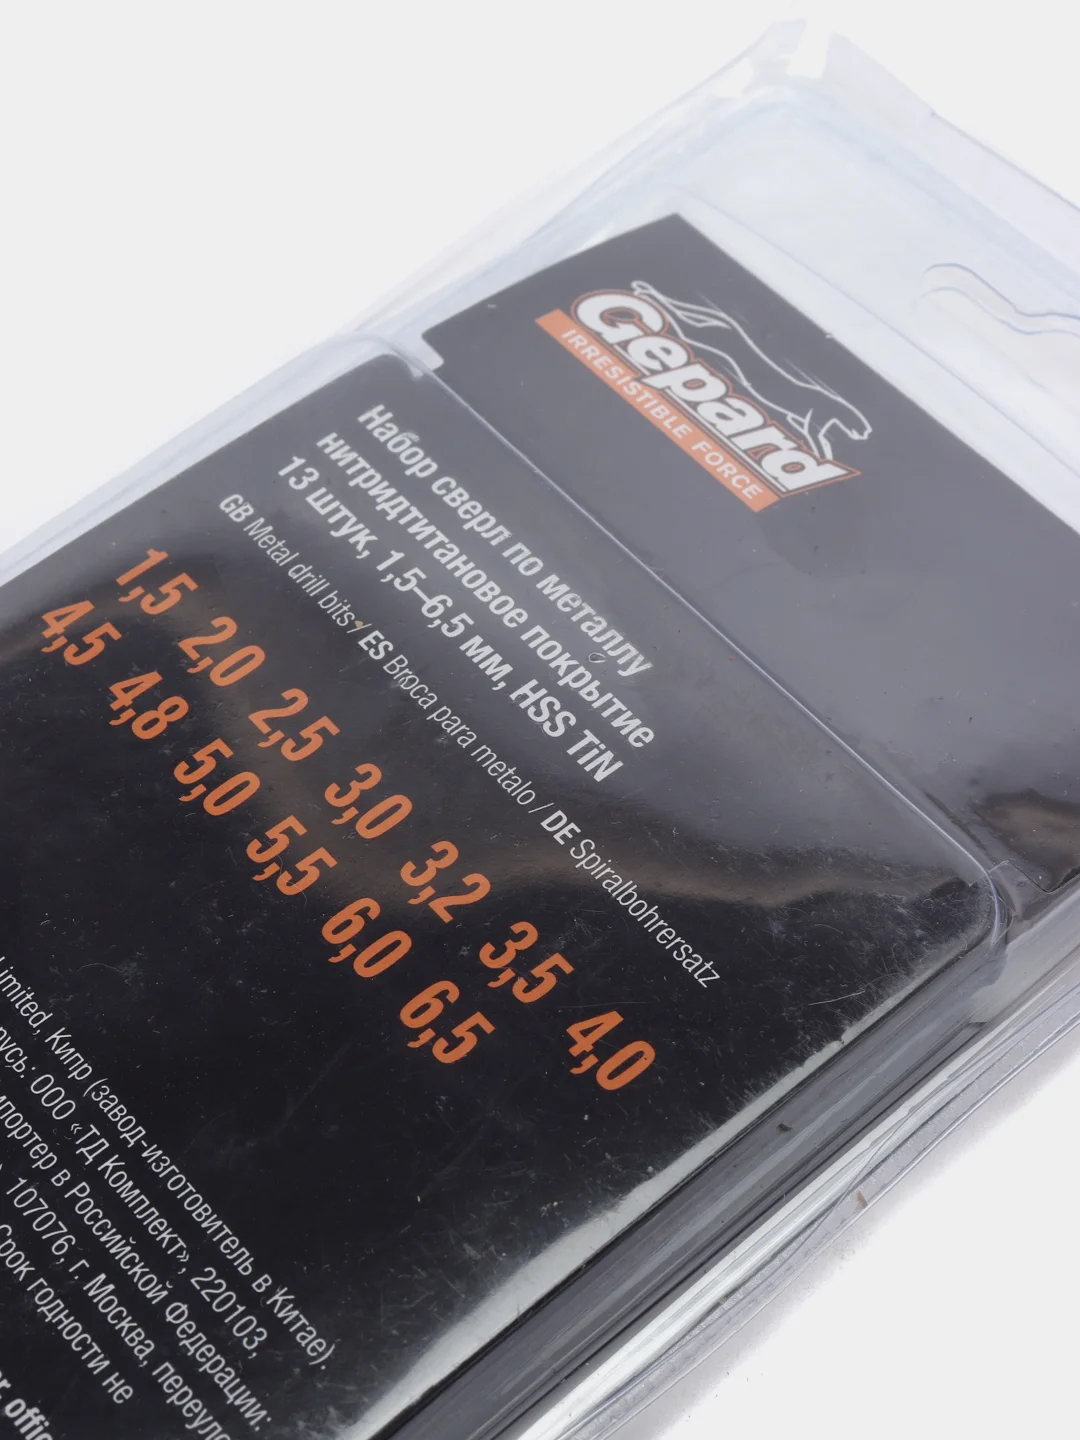 Gepard
IRRESISTIBLE FORCE
Набор сверл по металлу
нитридтитановое покрытие
13 штук, 1,5–6,5 мм, HSS TiN
GB Metal drill bits / ES Broca para metalo / DE Spiralbohrersatz
1,5 2,0 2,5 3,0 3,2 3,5 4,0
4,5 4,8 5,0 5,5 6,0 6,5
Limited, Кипр (завод-изготовитель в Китае).
ООО «ТД Комплект», 220103,
в Российской Федерации:
107076, г. Москва,
Срок годности не